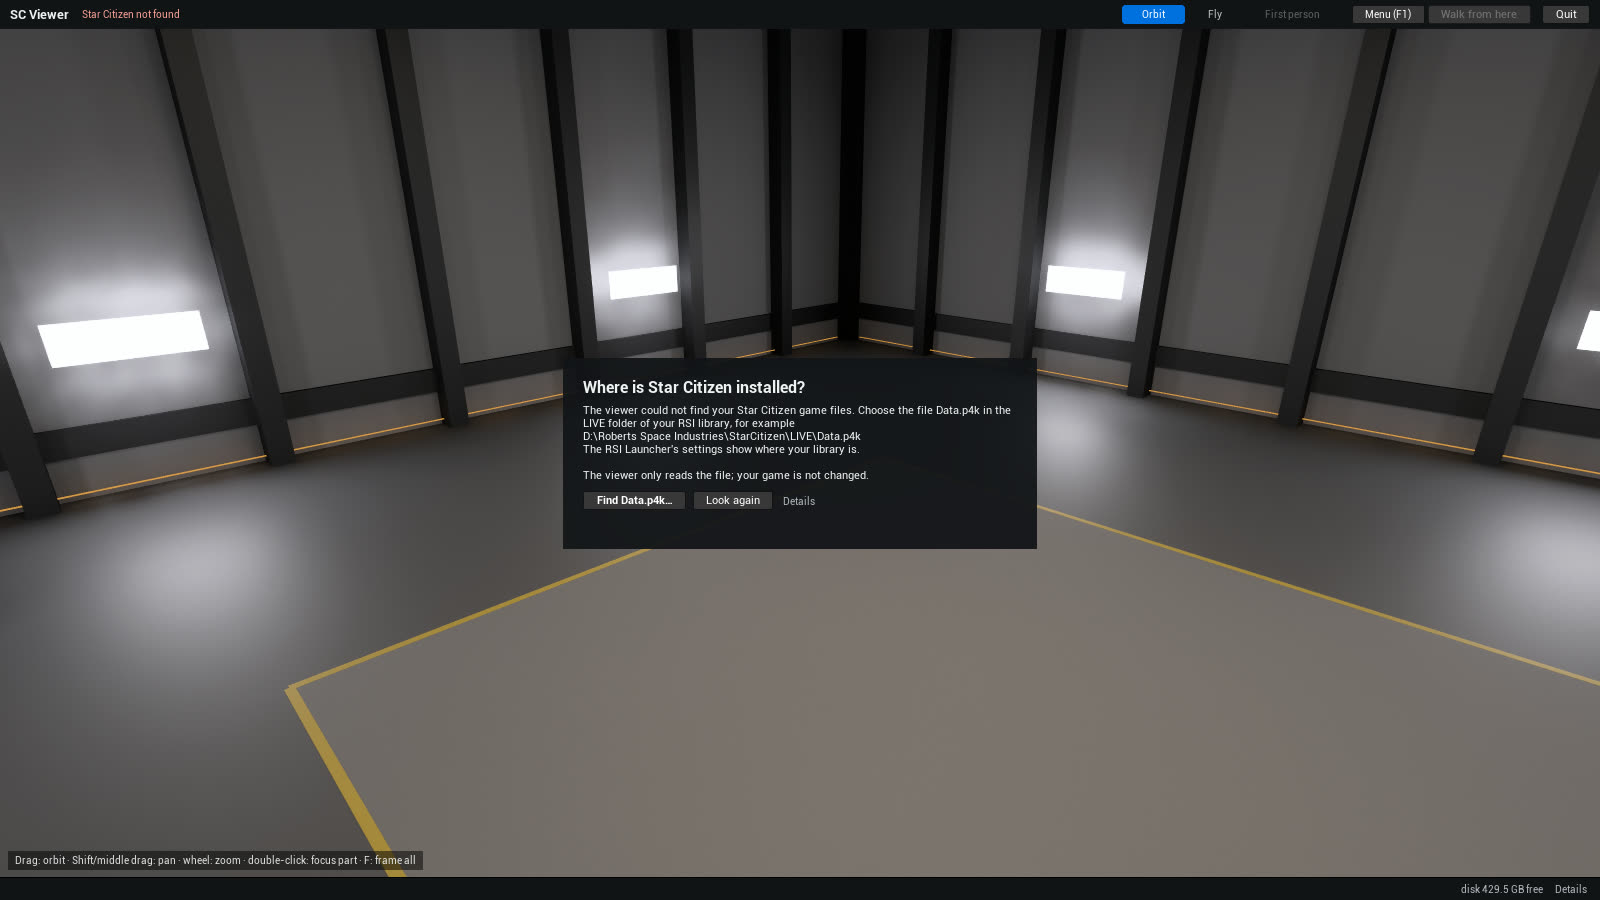 SC Viewer Star Citizen not found Orbit Fly First person Menu (F1) Walk from here Quit
Where is Star Citizen installed?
The viewer could not find your Star Citizen game files. Choose the file Data.p4k in the
LIVE folder of your RSI library, for example
D:\Roberts Space Industries\StarCitizen\LIVE\Data.p4k
The RSI Launcher's settings show where your library is.
The viewer only reads the file; your game is not changed.
Find Data.p4k... Look again Details
Drag: orbit · Shift/middle drag: pan · wheel: zoom · double-click: focus part · F: frame all
disk 429.5 GB free Details